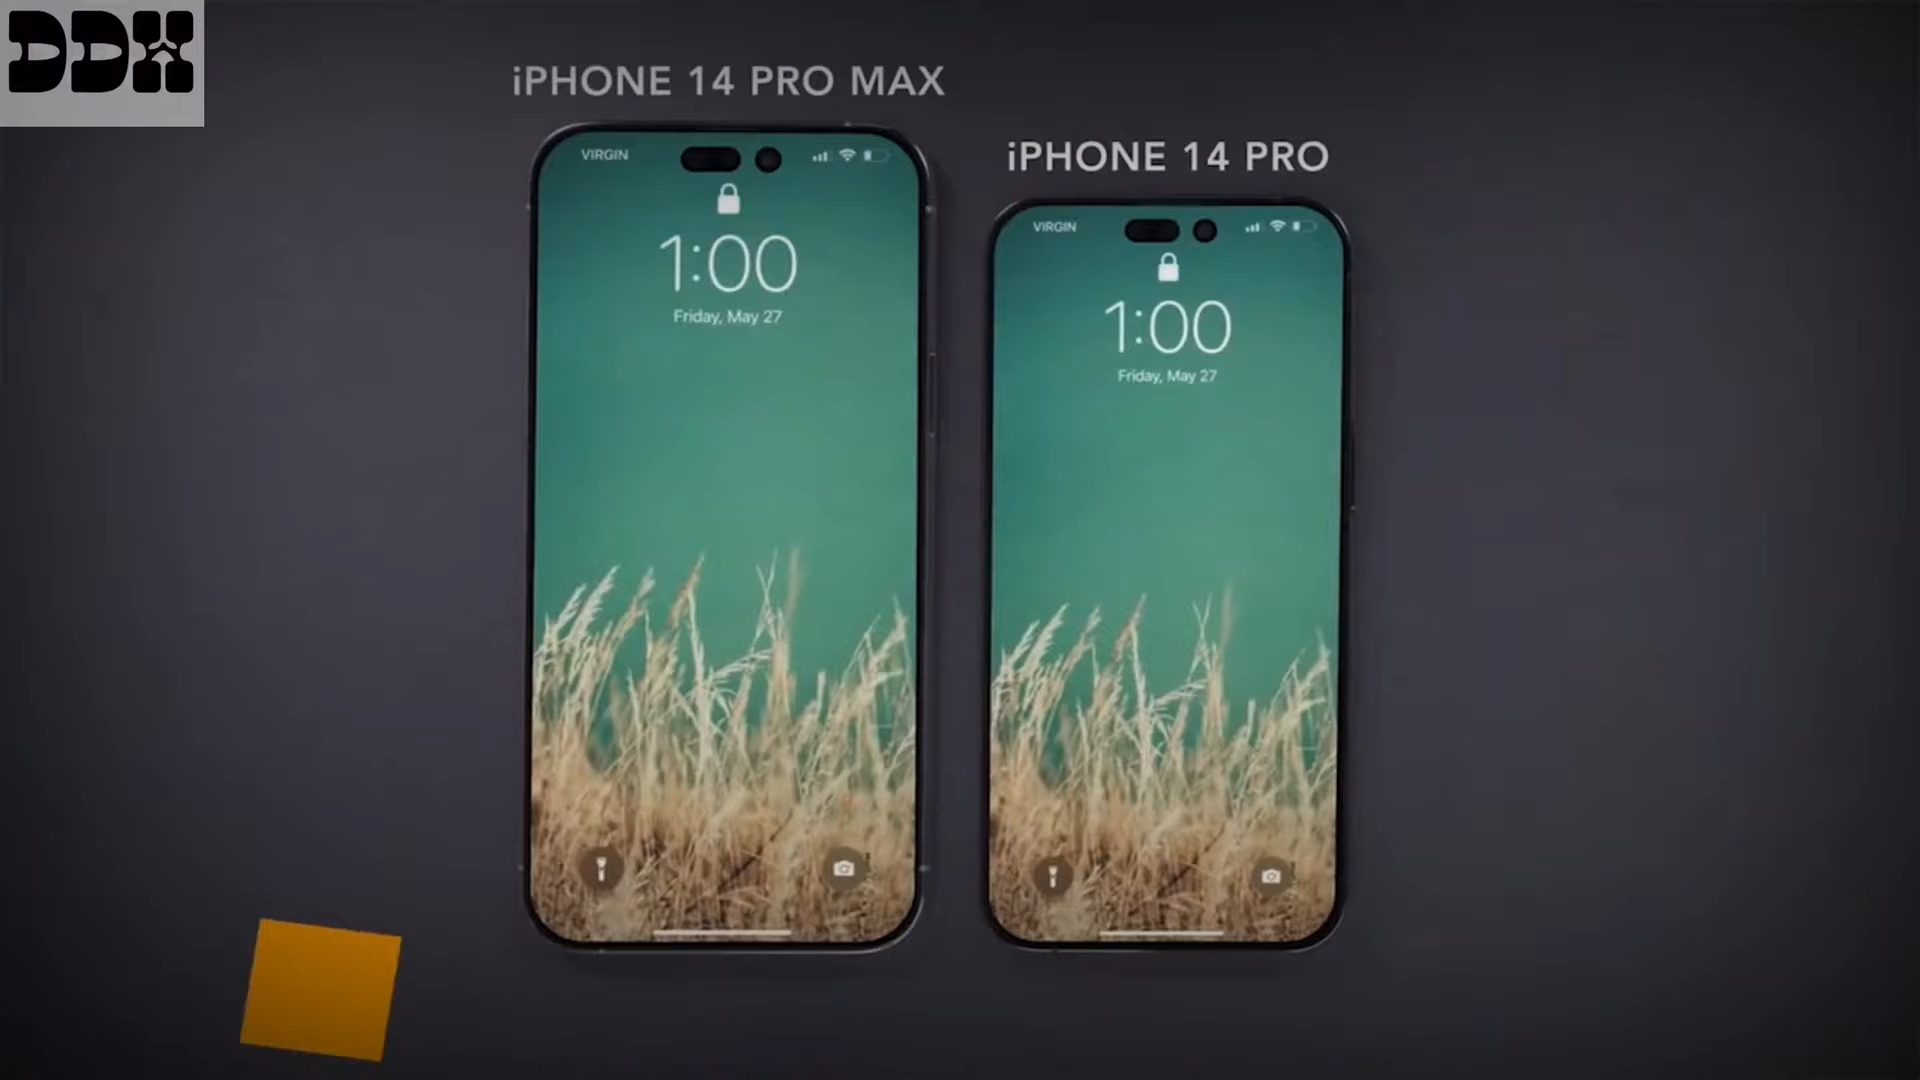 DDX
iPHONE 14 PRO MAX
iPHONE 14 PRO
VIRGIN
1:00
Friday, May 27
VIRGIN
1:00
Friday, May 27